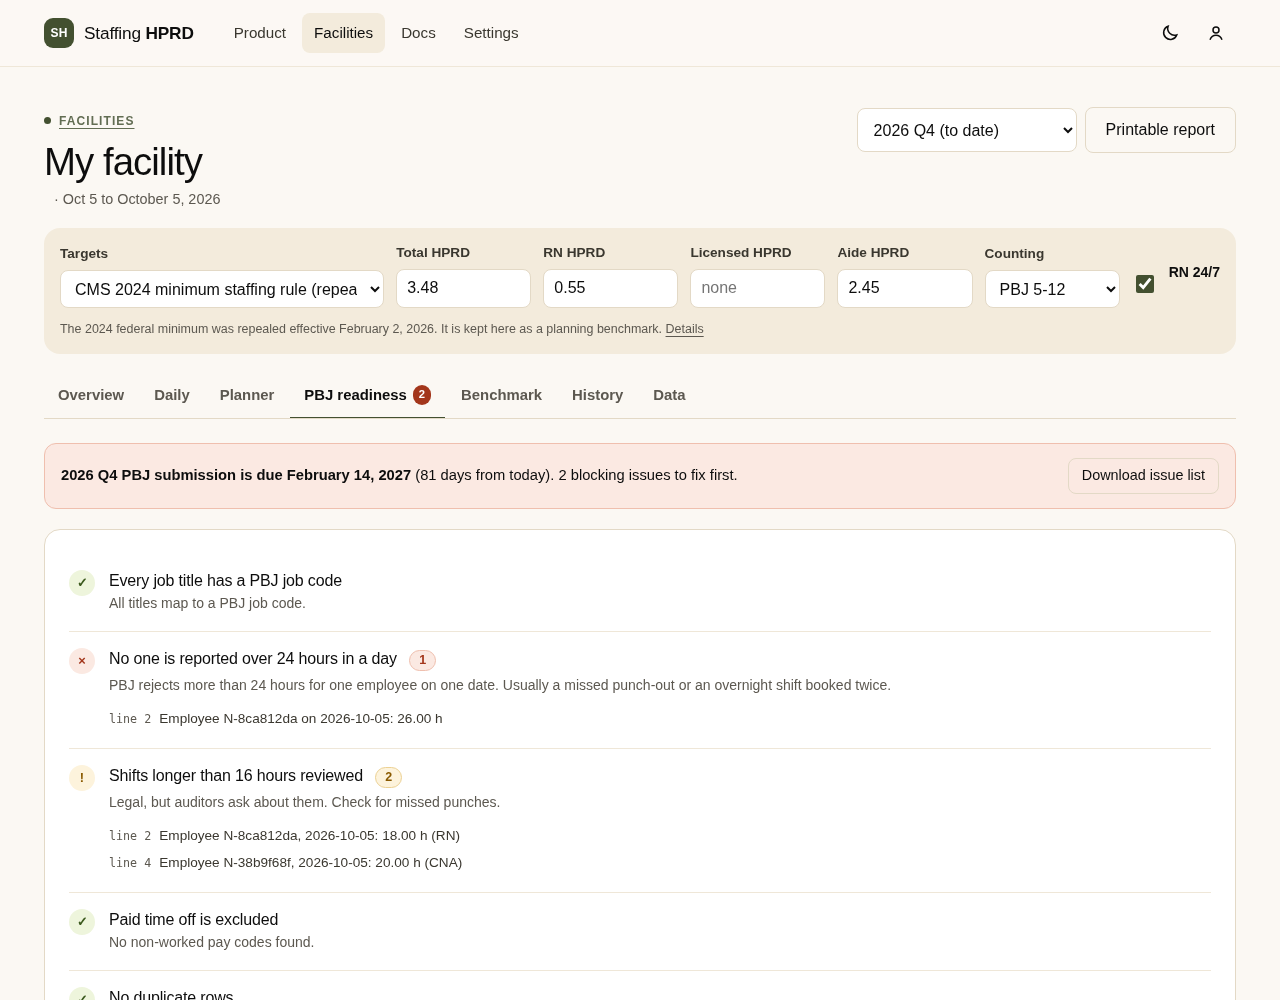 SH Staffing HPRD Product Facilities Docs Settings
FACILITIES
My facility
· Oct 5 to October 5, 2026
2026 Q4 (to date)
Printable report
Targets Total HPRD RN HPRD Licensed HPRD Aide HPRD Counting
CMS 2024 minimum staffing rule (repea 3.48 0.55 none 2.45 PBJ 5-12 RN 24/7
The 2024 federal minimum was repealed effective February 2, 2026. It is kept here as a planning benchmark. Details
Overview Daily Planner PBJ readiness 2 Benchmark History Data
2026 Q4 PBJ submission is due February 14, 2027 (81 days from today). 2 blocking issues to fix first. Download issue list
✓ Every job title has a PBJ job code
All titles map to a PBJ job code.
× No one is reported over 24 hours in a day 1
PBJ rejects more than 24 hours for one employee on one date. Usually a missed punch-out or an overnight shift booked twice.
line 2 Employee N-8ca812da on 2026-10-05: 26.00 h
! Shifts longer than 16 hours reviewed 2
Legal, but auditors ask about them. Check for missed punches.
line 2 Employee N-8ca812da, 2026-10-05: 18.00 h (RN)
line 4 Employee N-38b9f68f, 2026-10-05: 20.00 h (CNA)
✓ Paid time off is excluded
No non-worked pay codes found.
✓ No duplicate rows